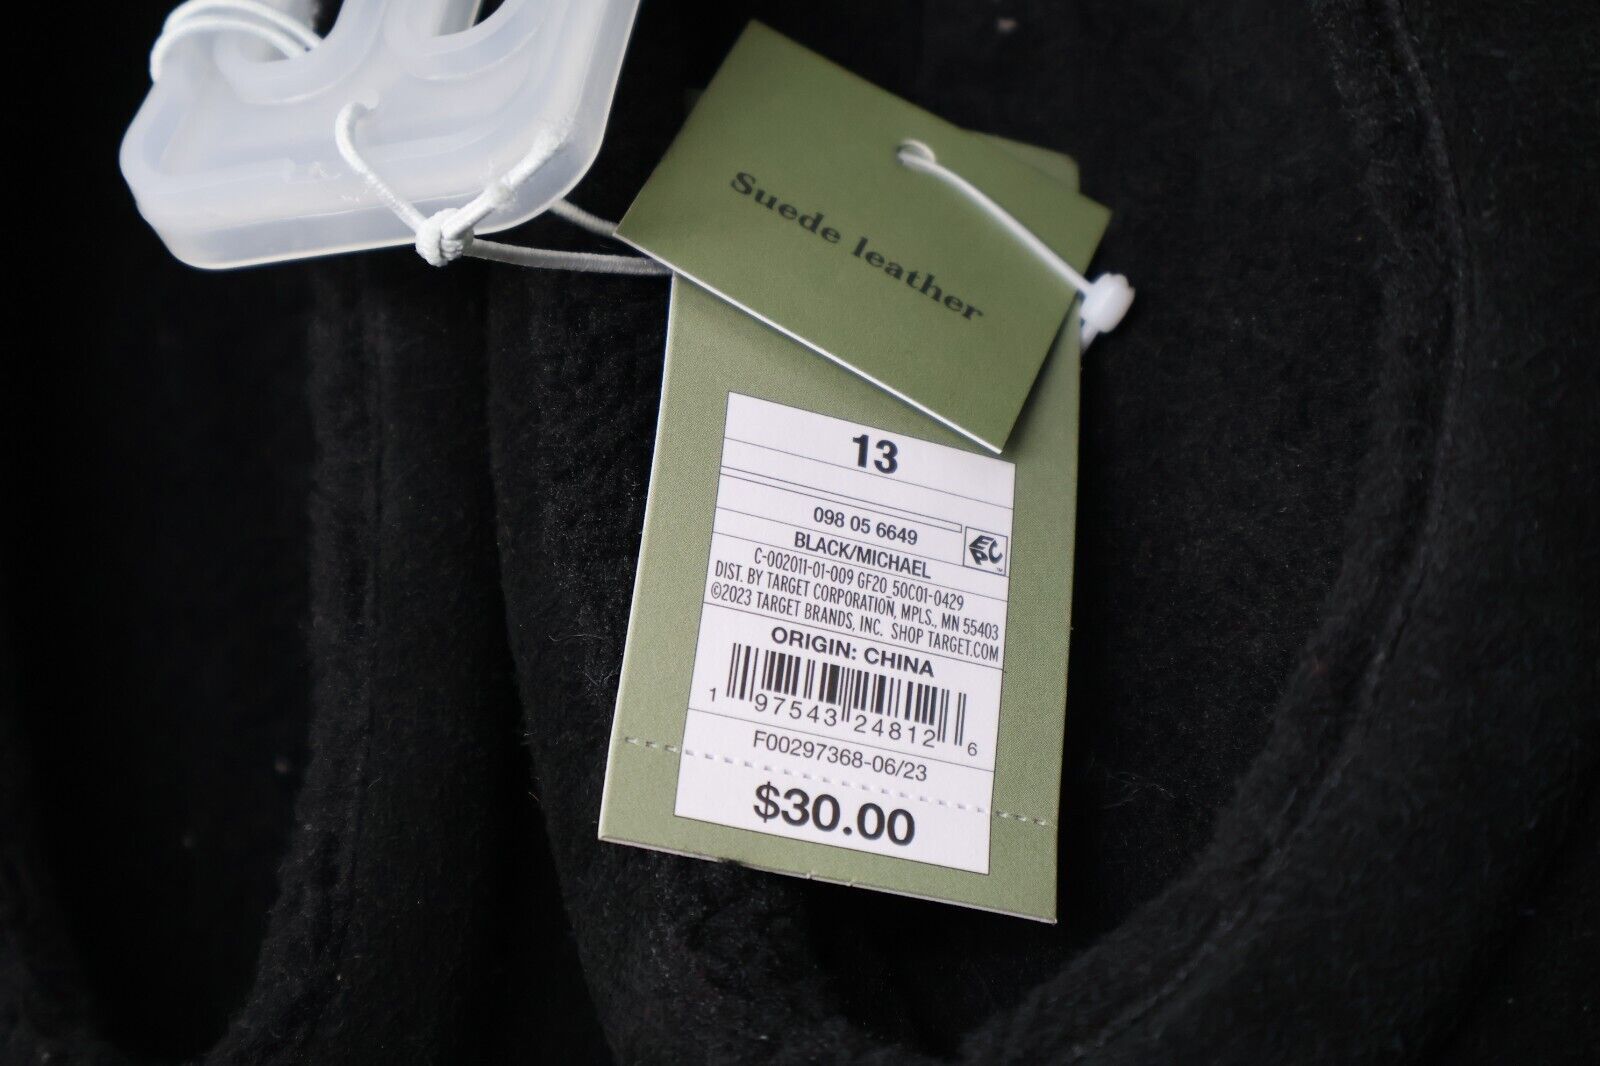 Suede leather
13
098 05 6649
BLACK/MICHAEL
C-002011-01-009 GF20_50C01-0429
DIST. BY TARGET CORPORATION, MPLS., MN 55403
©2023 TARGET BRANDS, INC. SHOP TARGET.COM
ORIGIN: CHINA
1 97543 24812 6
F00297368-06/23
$30.00